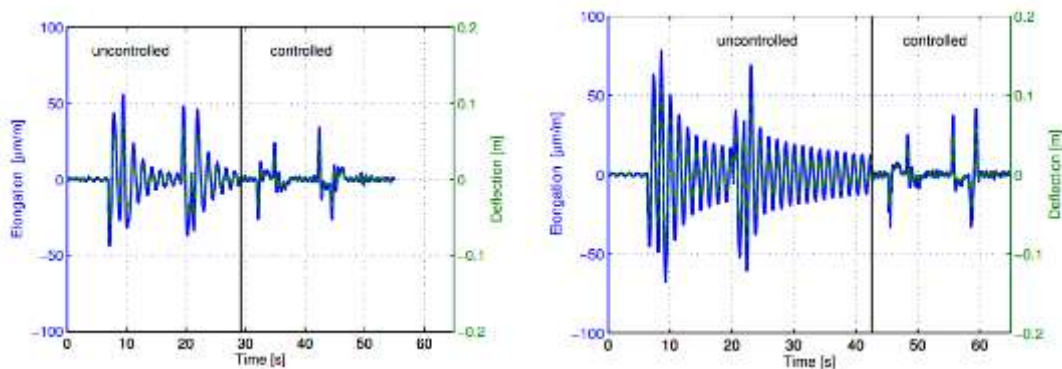 100
50
0
−50
−100
Elongation [µm/m]
uncontrolled
controlled
0.2
0.1
0
−0.1
−0.2
Deflection [m]
0 10 20 30 40 50 60
Time [s]
100
50
0
−50
−100
Elongation [µm/m]
uncontrolled
controlled
0.2
0.1
0
−0.1
−0.2
Deflection [m]
0 10 20 30 40 50 60
Time [s]